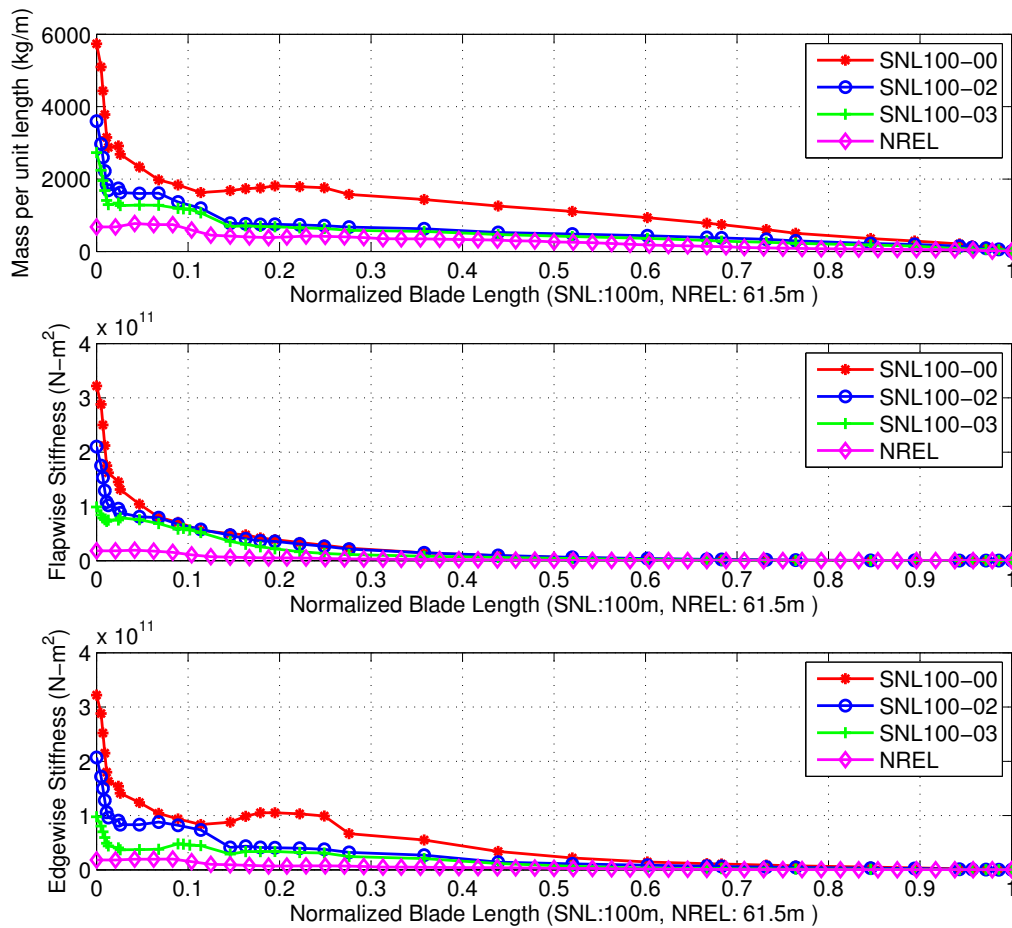 Mass per unit length (kg/m)
6000
4000
2000
0
SNL100−00
SNL100−02
SNL100−03
NREL
0 0.1 0.2 0.3 0.4 0.5 0.6 0.7 0.8 0.9 1
Normalized Blade Length (SNL:100m, NREL: 61.5m )
x 10¹¹
Flapwise Stiffness (N−m²)
4
3
2
1
0
SNL100−00
SNL100−02
SNL100−03
NREL
0 0.1 0.2 0.3 0.4 0.5 0.6 0.7 0.8 0.9 1
Normalized Blade Length (SNL:100m, NREL: 61.5m )
x 10¹¹
Edgewise Stiffness (N−m²)
4
3
2
1
0
SNL100−00
SNL100−02
SNL100−03
NREL
0 0.1 0.2 0.3 0.4 0.5 0.6 0.7 0.8 0.9 1
Normalized Blade Length (SNL:100m, NREL: 61.5m )